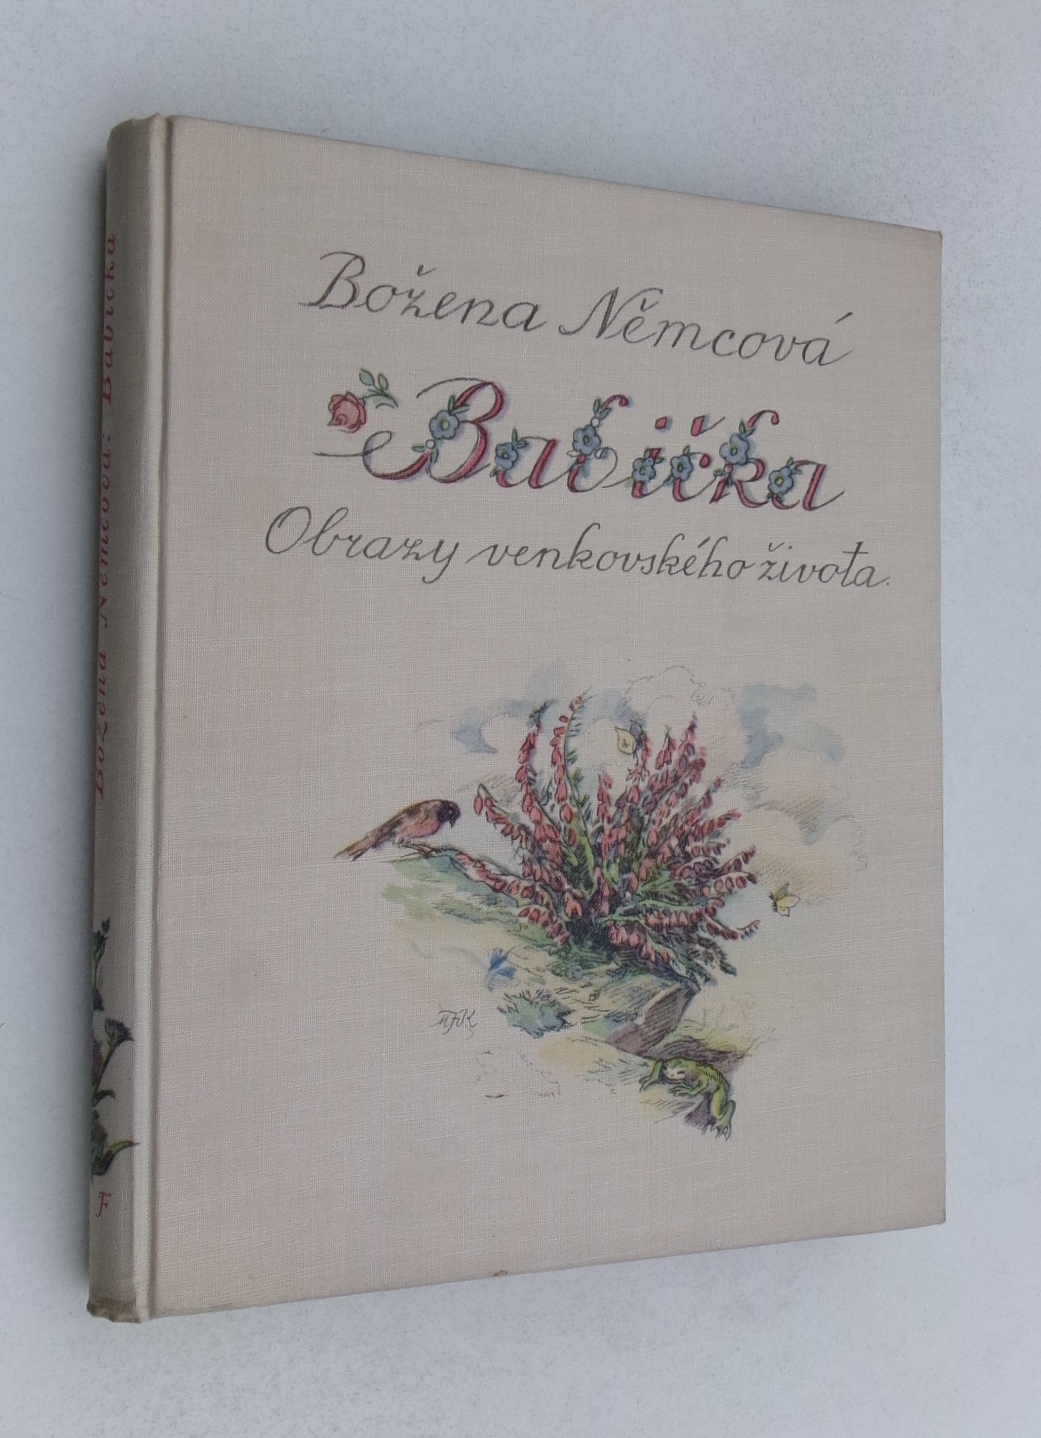 Božena Němcová
Babička
Obrazy venkovského života.
Božena Němcová: Babička
F